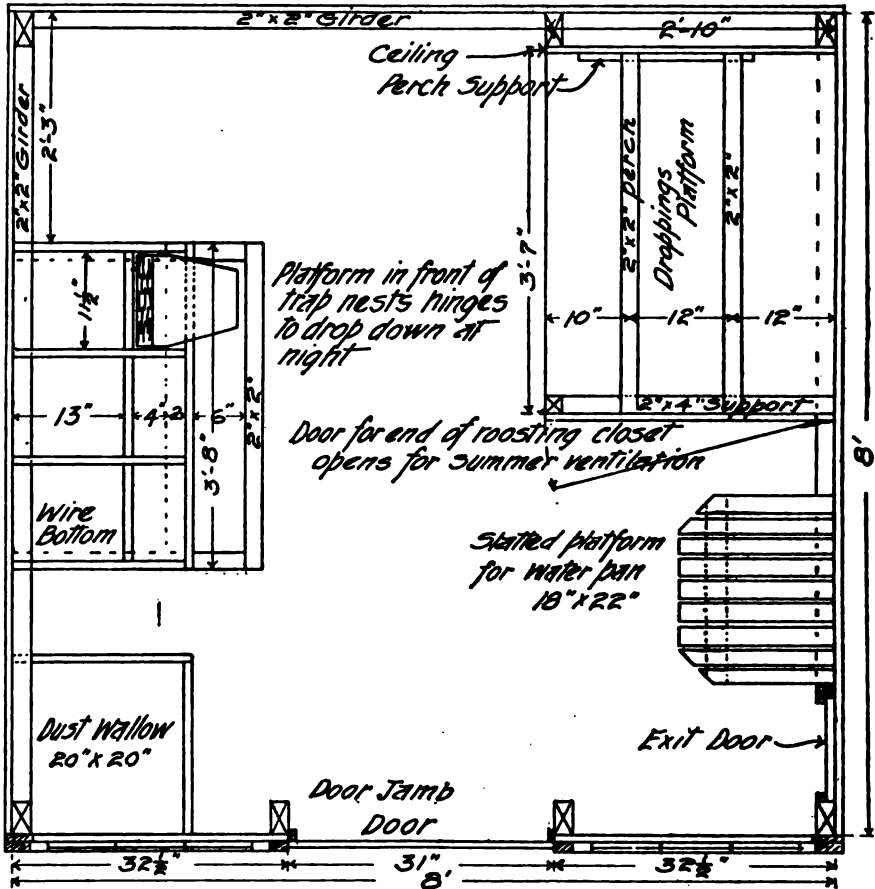 2"x2" Girder
2'-10"
Ceiling
Perch Support
2"x2" Girder
2'-3"
2"x2" perch
Droppings
Platform
2"x2"
3'-7"
Platform in front of
trap nests hinges
to drop down at
night
11½"
10"
12"
12"
2"x4" Support
13"
4"
2
6"
2"x2"
3'-8"
Door for end of roosting closet
opens for summer ventilation
8'
Wire
Bottom
Slatted platform
for water pan
18"x22"
Dust Wallow
20"x20"
Exit Door
Door Jamb
Door
32½"
31"
32½"
8'